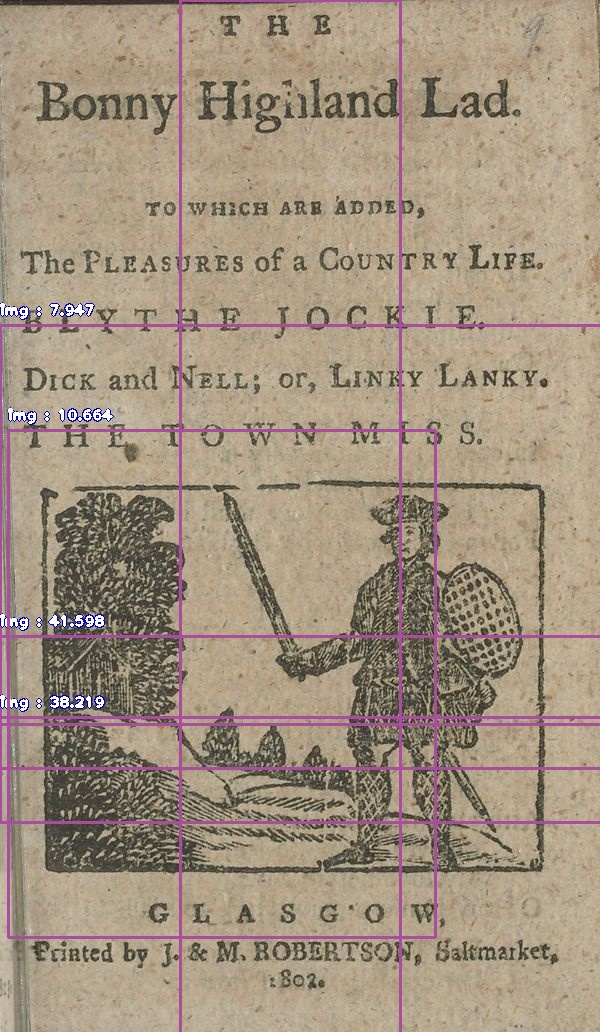 9
THE
Bonny Highland Lad.
TO WHICH ARE ADDED,
The PLEASURES of a COUNTRY LIFE.
Img : 7.947
BLYTHE JOCKIE.
DICK and NELL; or, LINKY LANKY.
Img : 10.664
THE TOWN MISS.
Img : 41.598
Img : 38.219
GLASGOW,
Printed by J. & M. ROBERTSON, Saltmarket,
1802.